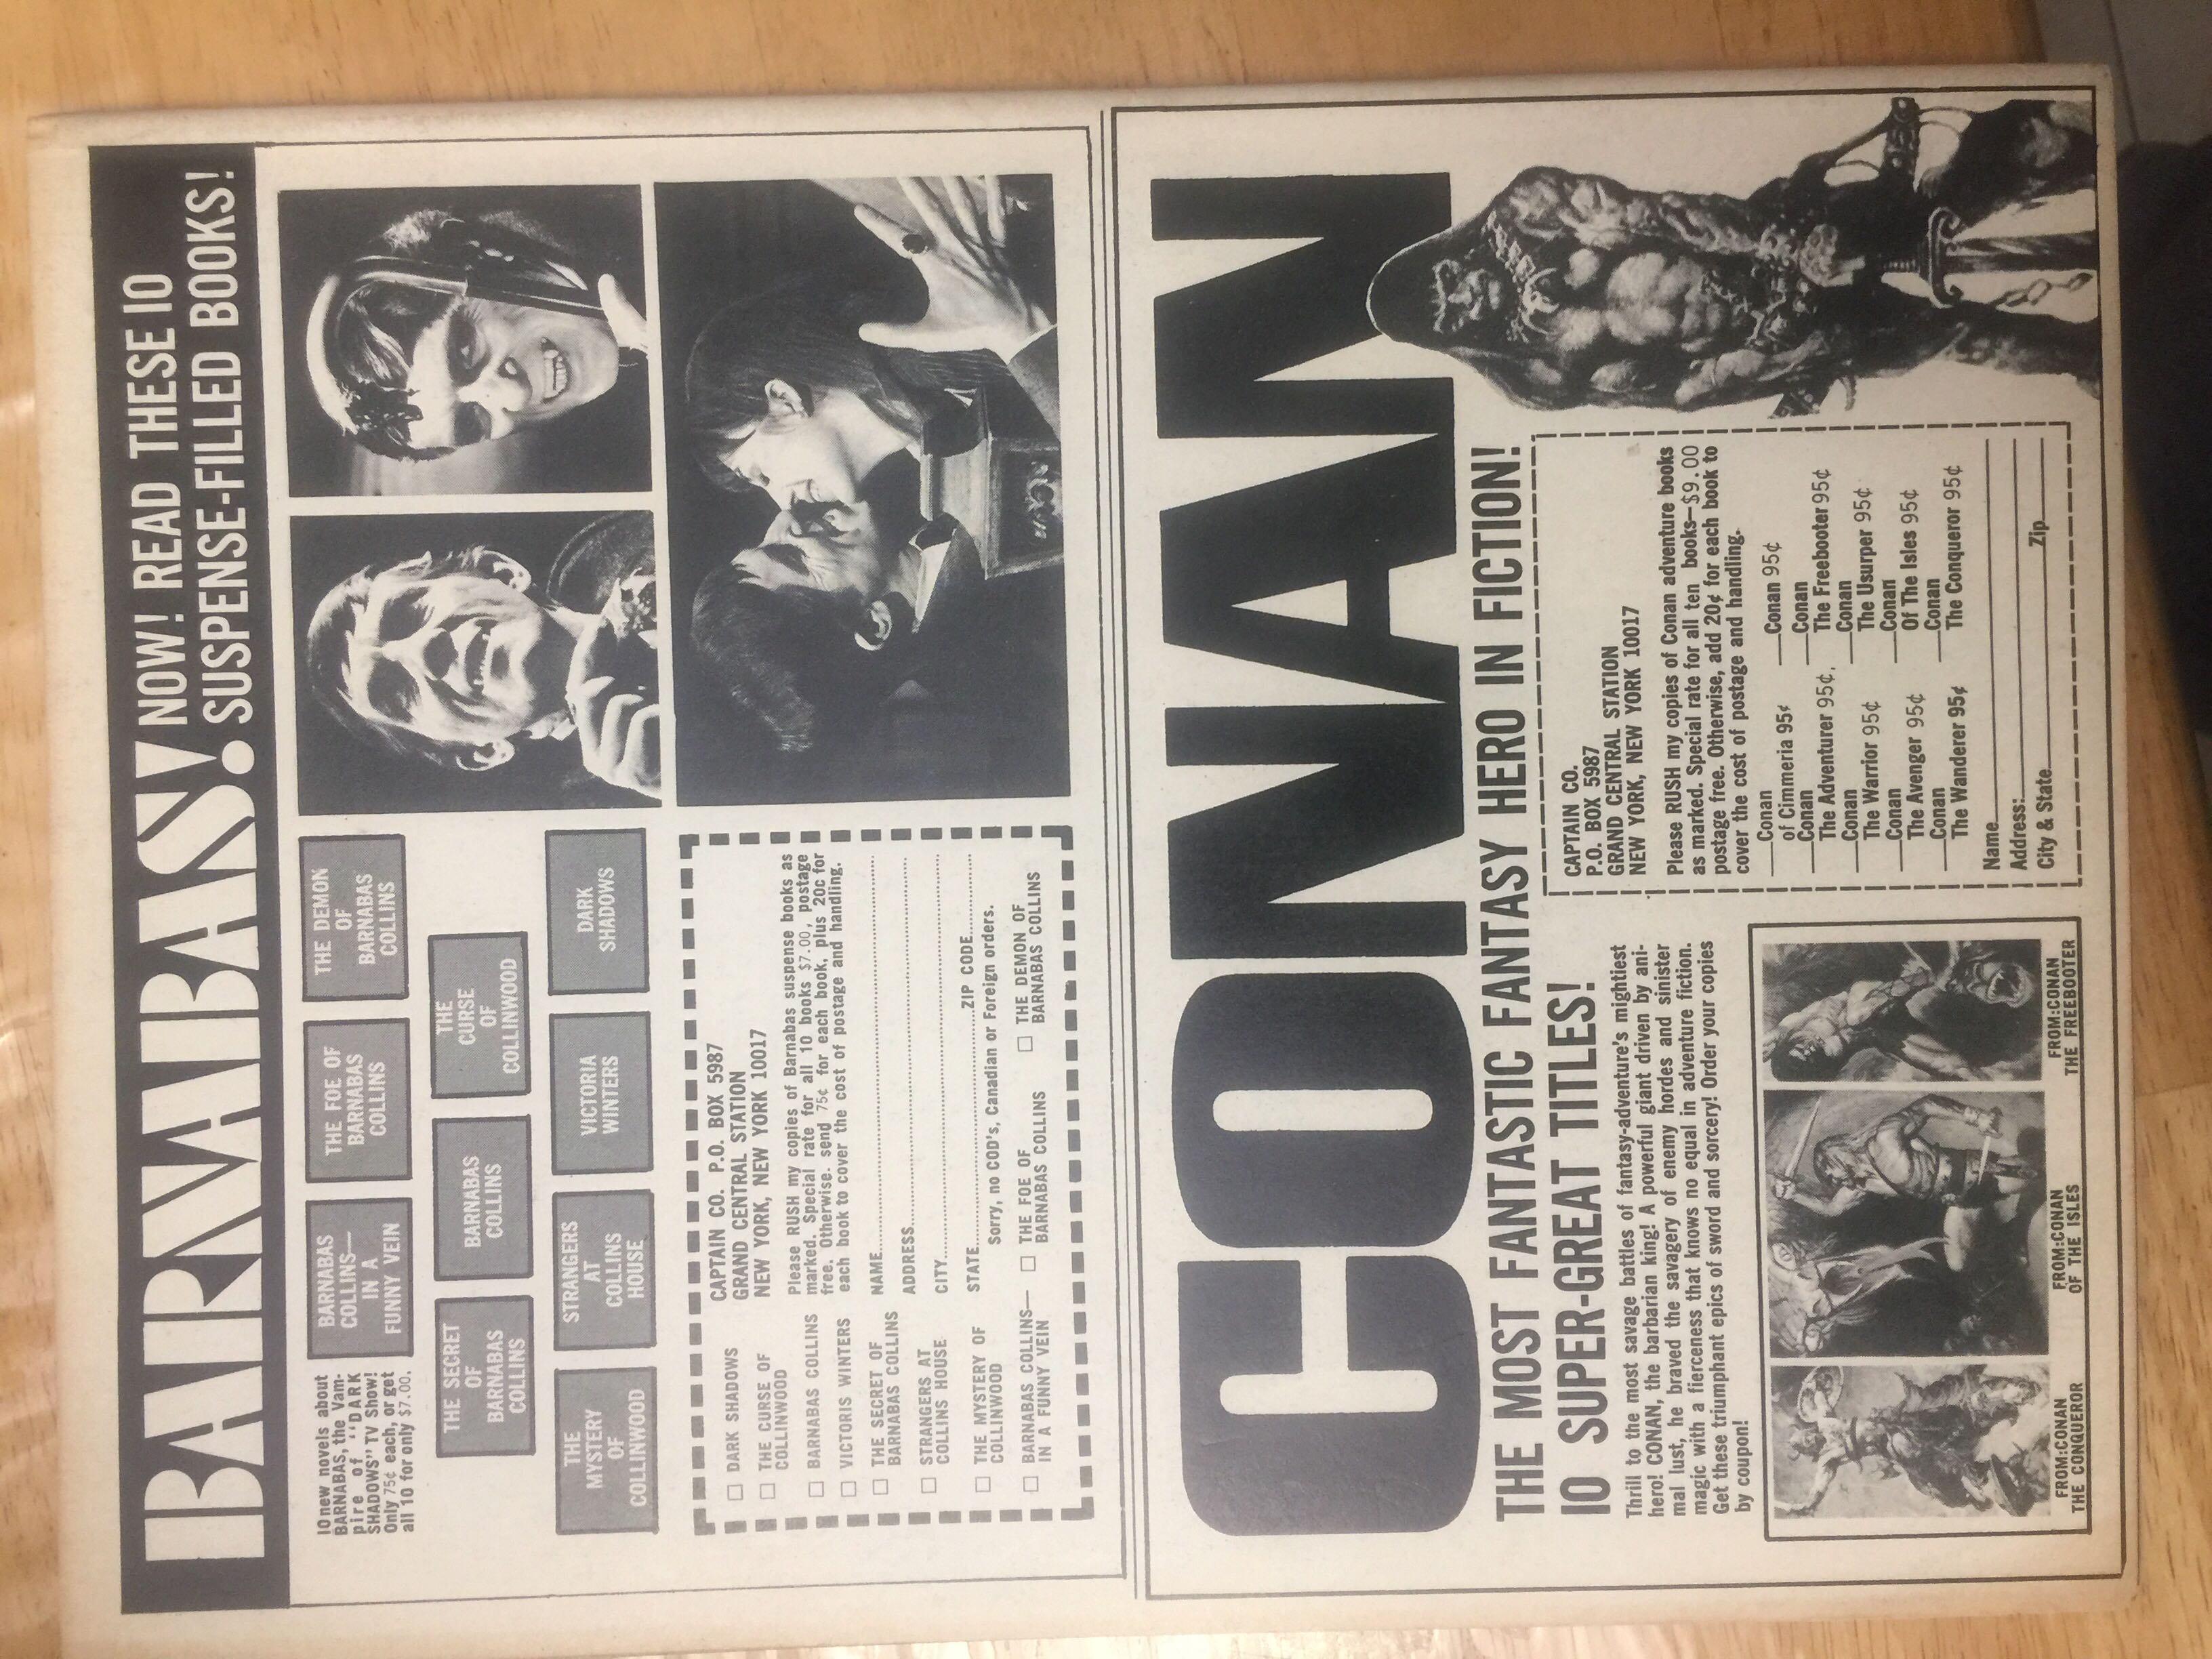 BARNABAS!
NOW! READ THESE 10
SUSPENSE-FILLED BOOKS!
10 new novels about
BARNABAS, the Vam-
pire of "DARK
SHADOWS" TV Show!
Only 75¢ each, or get
all 10 for only $7.00.
BARNABAS
COLLINS—
IN A
FUNNY VEIN
THE FOE OF
BARNABAS
COLLINS
THE DEMON
OF
BARNABAS
COLLINS
THE SECRET
OF
BARNABAS
COLLINS
BARNABAS
COLLINS
THE
CURSE
OF
COLLINWOOD
THE
MYSTERY
OF
COLLINWOOD
STRANGERS
AT
COLLINS
HOUSE
VICTORIA
WINTERS
DARK
SHADOWS
DARK SHADOWS
THE CURSE OF
COLLINWOOD
BARNABAS COLLINS
VICTORIS WINTERS
THE SECRET OF
BARNABAS COLLINS
STRANGERS AT
COLLINS HOUSE
THE MYSTERY OF
COLLINWOOD
BARNABAS COLLINS—
IN A FUNNY VEIN
CAPTAIN CO. P.O. BOX 5987
GRAND CENTRAL STATION
NEW YORK, NEW YORK 10017
Please RUSH my copies of Barnabas suspense books as
marked. Special rate for all 10 books $7.00, postage
free. Otherwise. send 75¢ for each book, plus 20c for
each book to cover the cost of postage and handling.
NAME
ADDRESS
CITY
STATE ZIP CODE
Sorry, no COD's, Canadian or Foreign orders.
THE FOE OF
BARNABAS COLLINS
THE DEMON OF
BARNABAS COLLINS
CONAN
THE MOST FANTASTIC FANTASY HERO IN FICTION!
10 SUPER-GREAT TITLES!
Thrill to the most savage battles of fantasy-adventure's mightiest
hero! CONAN, the barbarian king! A powerful giant driven by ani-
mal lust, he braved the savagery of enemy hordes and sinister
magic with a fierceness that knows no equal in adventure fiction.
Get these triumphant epics of sword and sorcery! Order your copies
by coupon!
FROM:CONAN
THE CONQUEROR
FROM:CONAN
OF THE ISLES
FROM:CONAN
THE FREEBOOTER
CAPTAIN CO.
P.O. BOX 5987
GRAND CENTRAL STATION
NEW YORK, NEW YORK 10017
Please RUSH my copies of Conan adventure books
as marked. Special rate for all ten books—$9.00
postage free. Otherwise, add 20¢ for each book to
cover the cost of postage and handling.
Conan
of Cimmeria 95¢
Conan
The Adventurer 95¢.
Conan
The Warrior 95¢
Conan
The Avenger 95¢
Conan
The Wanderer 95¢
Conan 95¢
Conan
The Freebooter 95¢
Conan
The Usurper 95¢
Conan
Of The Isles 95¢
Conan
The Conqueror 95¢
Name
Address:
City & State Zip